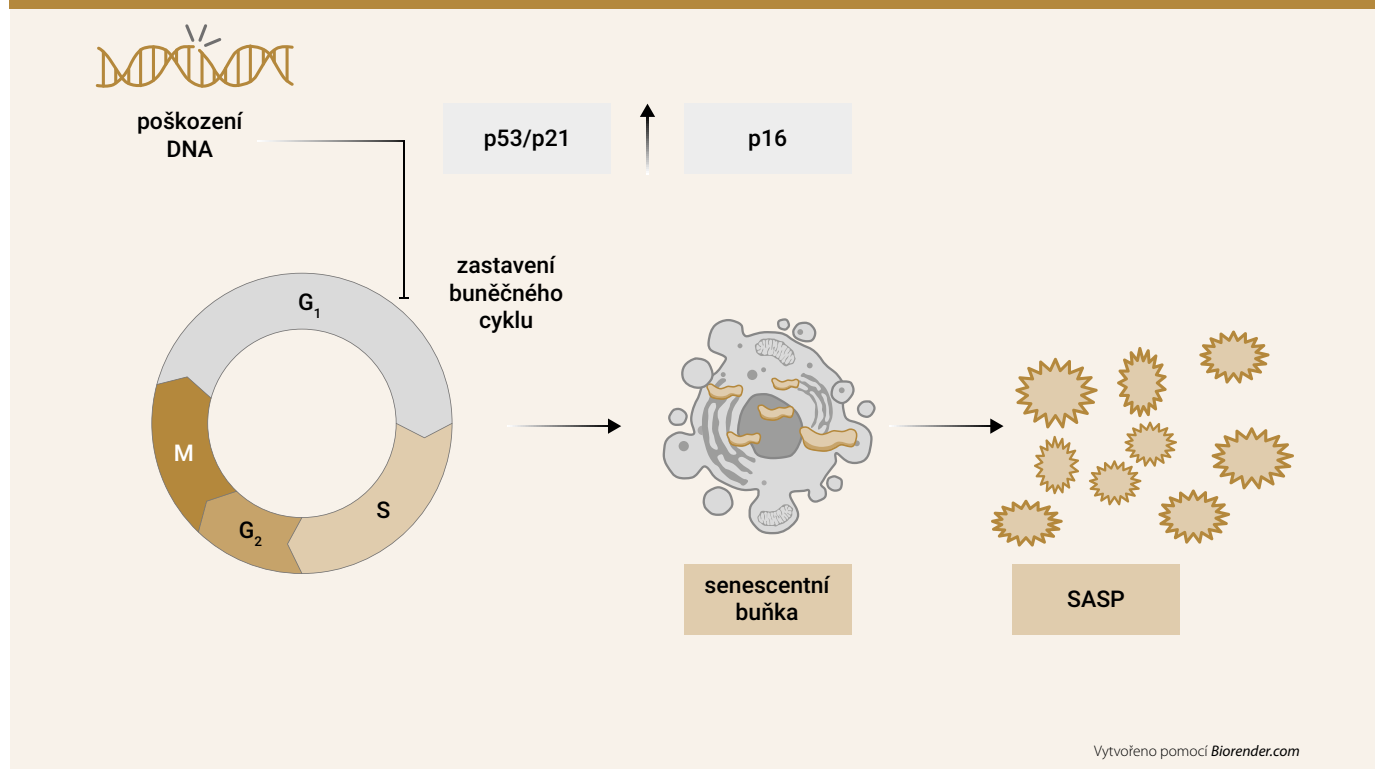 poškození
DNA
p53/p21
p16
zastavení
buněčného
cyklu
G₁
M
G₂
S
senescentní
buňka
SASP
Vytvořeno pomocí Biorender.com